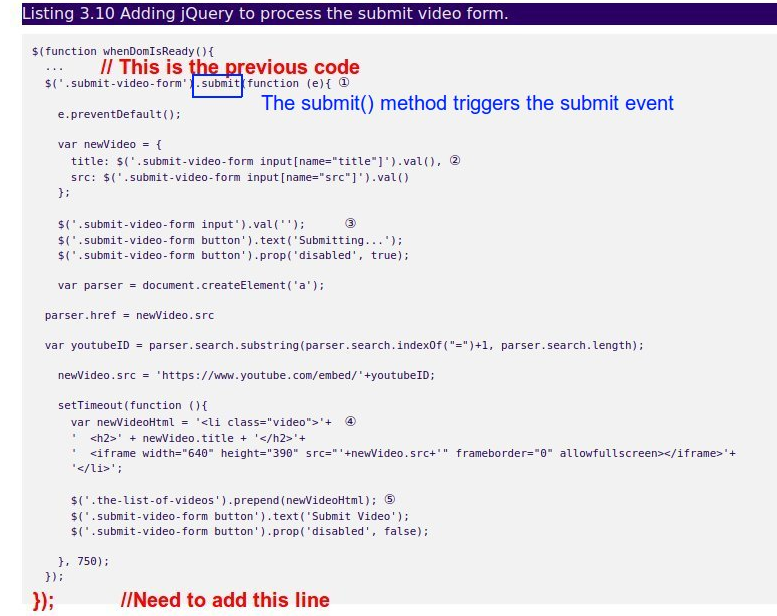 Listing 3.10 Adding jQuery to process the submit video form.
$(function whenDomIsReady(){
... // This is the previous code
$('.submit-video-form').submit(function (e){ ①
The submit() method triggers the submit event
e.preventDefault();
var newVideo = {
title: $('.submit-video-form input[name="title"]').val(), ②
src: $('.submit-video-form input[name="src"]').val()
};
$('.submit-video-form input').val(''); ③
$('.submit-video-form button').text('Submitting...');
$('.submit-video-form button').prop('disabled', true);
var parser = document.createElement('a');
parser.href = newVideo.src
var youtubeID = parser.search.substring(parser.search.indexOf("=")+1, parser.search.length);
newVideo.src = 'https://www.youtube.com/embed/'+youtubeID;
setTimeout(function (){
var newVideoHtml = '<li class="video">'+ ④
' <h2>' + newVideo.title + '</h2>'+
' <iframe width="640" height="390" src="'+newVideo.src+'" frameborder="0" allowfullscreen></iframe>'+
'</li>';
$('.the-list-of-videos').prepend(newVideoHtml); ⑤
$('.submit-video-form button').text('Submit Video');
$('.submit-video-form button').prop('disabled', false);
}, 750);
});
}); //Need to add this line